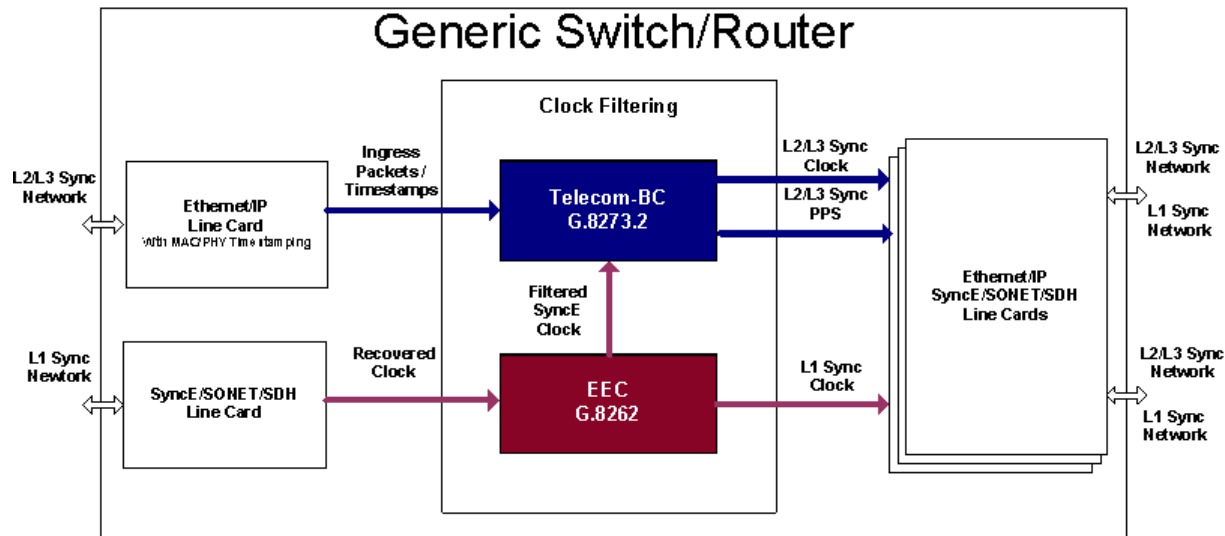 Generic Switch/Router
Clock Filtering
L2/L3 Sync
Network
Ethernet/IP
Line Card
With MAC/PHY Timestamping
Ingress
Packets /
Timestamps
Telecom-BC
G.8273.2
L2/L3 Sync
Clock
L2/L3 Sync
PPS
Filtered
SyncE
Clock
L1 Sync
Newtork
SyncE/SONET/SDH
Line Card
Recovered
Clock
EEC
G.8262
L1 Sync
Clock
Ethernet/IP
SyncE/SONET/SDH
Line Cards
L2/L3 Sync
Network
L1 Sync
Network
L2/L3 Sync
Network
L1 Sync
Network